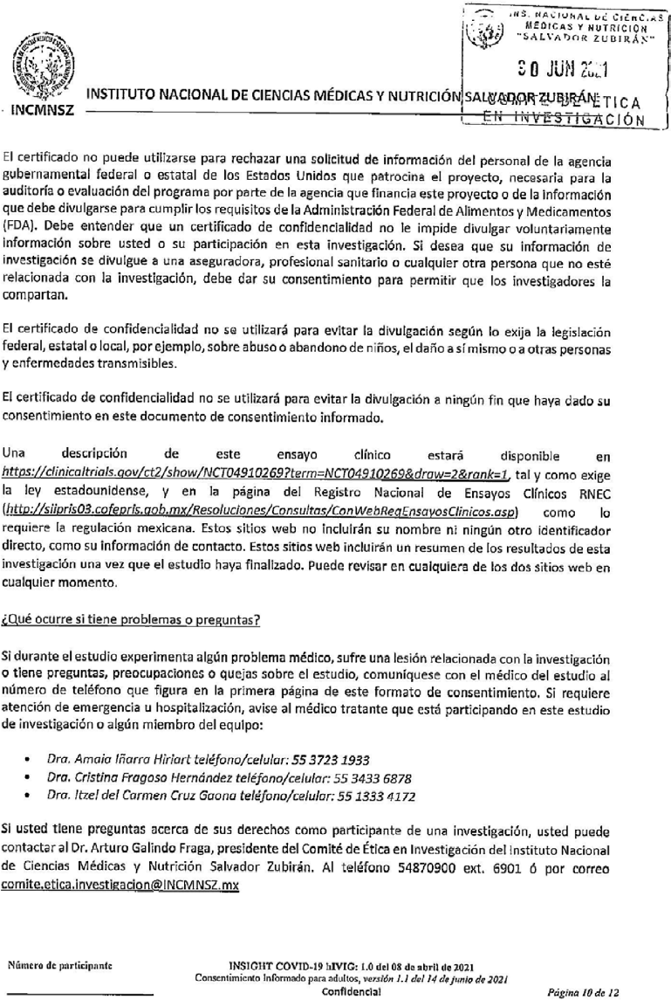 INS. NACIONAL DE CIENCIAS
MÉDICAS Y NUTRICIÓN
"SALVADOR ZUBIRÁN"
30 JUN 2021
INSTITUTO NACIONAL DE CIENCIAS MÉDICAS Y NUTRICIÓN SALVADOR ZUBIRÁN
COMITÉ DE ÉTICA
EN INVESTIGACIÓN
INCMNSZ
El certificado no puede utilizarse para rechazar una solicitud de información del personal de la agencia
gubernamental federal o estatal de los Estados Unidos que patrocina el proyecto, necesaria para la
auditoría o evaluación del programa por parte de la agencia que financia este proyecto o de la información
que debe divulgarse para cumplir los requisitos de la Administración Federal de Alimentos y Medicamentos
(FDA). Debe entender que un certificado de confidencialidad no le impide divulgar voluntariamente
información sobre usted o su participación en esta investigación. Si desea que su información de
investigación se divulgue a una aseguradora, profesional sanitario o cualquier otra persona que no esté
relacionada con la investigación, debe dar su consentimiento para permitir que los investigadores la
compartan.
El certificado de confidencialidad no se utilizará para evitar la divulgación según lo exija la legislación
federal, estatal o local, por ejemplo, sobre abuso o abandono de niños, el daño a sí mismo o a otras personas
y enfermedades transmisibles.
El certificado de confidencialidad no se utilizará para evitar la divulgación a ningún fin que haya dado su
consentimiento en este documento de consentimiento informado.
Una descripción de este ensayo clínico estará disponible en
https://clinicaltrials.gov/ct2/show/NCT04910269?term=NCT04910269&draw=2&rank=1, tal y como exige
la ley estadounidense, y en la página del Registro Nacional de Ensayos Clínicos RNEC
(http://siipris03.cofepris.gob.mx/Resoluciones/Consultas/ConWebRegEnsayosClinicos.asp) como lo
requiere la regulación mexicana. Estos sitios web no incluirán su nombre ni ningún otro identificador
directo, como su información de contacto. Estos sitios web incluirán un resumen de los resultados de esta
investigación una vez que el estudio haya finalizado. Puede revisar en cualquiera de los dos sitios web en
cualquier momento.
¿Qué ocurre si tiene problemas o preguntas?
Si durante el estudio experimenta algún problema médico, sufre una lesión relacionada con la investigación
o tiene preguntas, preocupaciones o quejas sobre el estudio, comuníquese con el médico del estudio al
número de teléfono que figura en la primera página de este formato de consentimiento. Si requiere
atención de emergencia u hospitalización, avise al médico tratante que está participando en este estudio
de investigación o algún miembro del equipo:
• Dra. Amaia Iñarra Hiriart teléfono/celular: 55 3723 1933
• Dra. Cristina Fragoso Hernández teléfono/celular: 55 3433 6878
• Dra. Itzel del Carmen Cruz Gaona teléfono/celular: 55 1333 4172
Si usted tiene preguntas acerca de sus derechos como participante de una investigación, usted puede
contactar al Dr. Arturo Galindo Fraga, presidente del Comité de Ética en Investigación del Instituto Nacional
de Ciencias Médicas y Nutrición Salvador Zubirán. Al teléfono 54870900 ext. 6901 ó por correo
comite.etica.investigacion@INCMNSZ.mx
Número de participante
INSIGHT COVID-19 hIVIG: 1.0 del 08 de abril de 2021
Consentimiento Informado para adultos, versión 1.1 del 14 de junio de 2021
Confidencial
Página 10 de 12